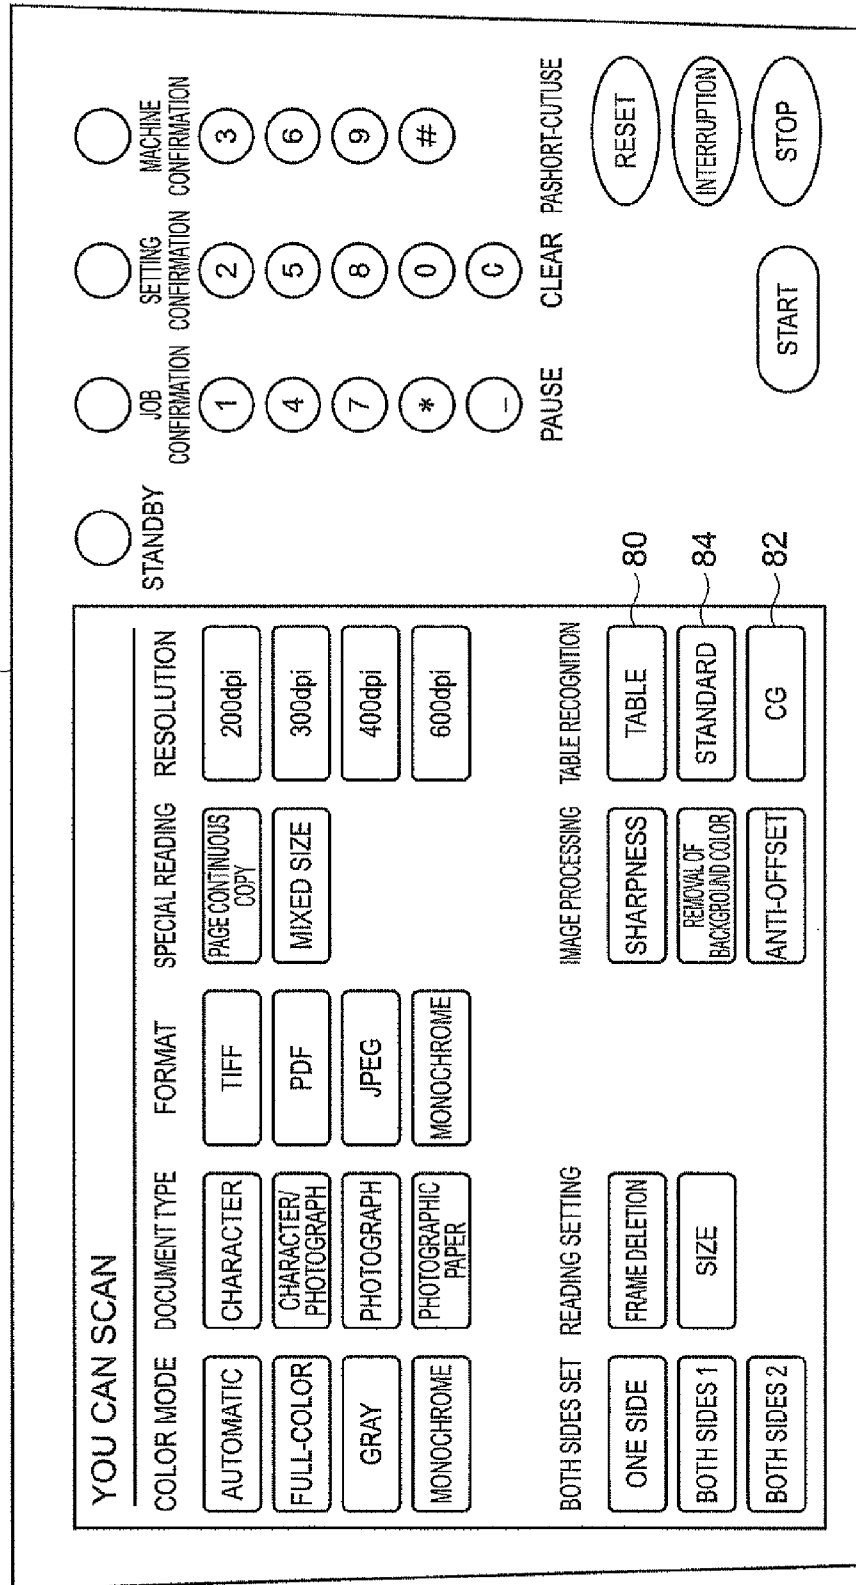 YOU CAN SCAN
COLOR MODE
AUTOMATIC
FULL-COLOR
GRAY
MONOCHROME
DOCUMENT TYPE
CHARACTER
CHARACTER/
PHOTOGRAPH
PHOTOGRAPH
PHOTOGRAPHIC
PAPER
FORMAT
TIFF
PDF
JPEG
MONOCHROME
SPECIAL READING
PAGE CONTINUOUS
COPY
MIXED SIZE
RESOLUTION
200dpi
300dpi
400dpi
600dpi
BOTH SIDES SET
ONE SIDE
BOTH SIDES 1
BOTH SIDES 2
READING SETTING
FRAME DELETION
SIZE
IMAGE PROCESSING
SHARPNESS
REMOVAL OF
BACKGROUND COLOR
ANTI-OFFSET
TABLE RECOGNITION
TABLE
STANDARD
CG
80
84
82
STANDBY
JOB
CONFIRMATION
SETTING
CONFIRMATION
MACHINE
CONFIRMATION
1 2 3
4 5 6
7 8 9
* 0 #
– C
PAUSE CLEAR PASHORT-CUTUSE
RESET
INTERRUPTION
START STOP